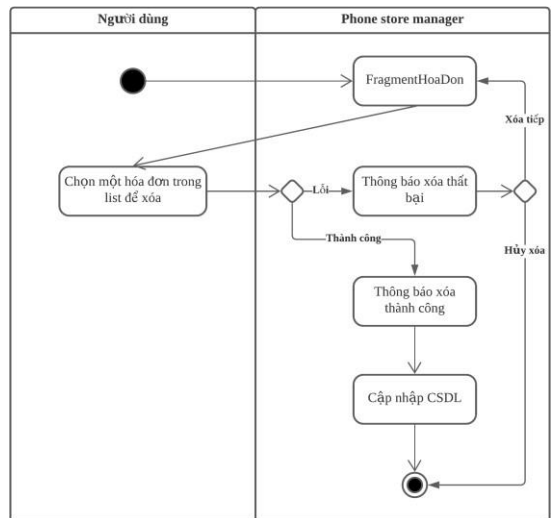 Người dùng
Phone store manager
FragmentHoaDon
Xóa tiếp
Chọn một hóa đơn trong
list để xóa
Lỗi
Thông báo xóa thất
bại
Thành công
Hủy xóa
Thông báo xóa
thành công
Cập nhập CSDL